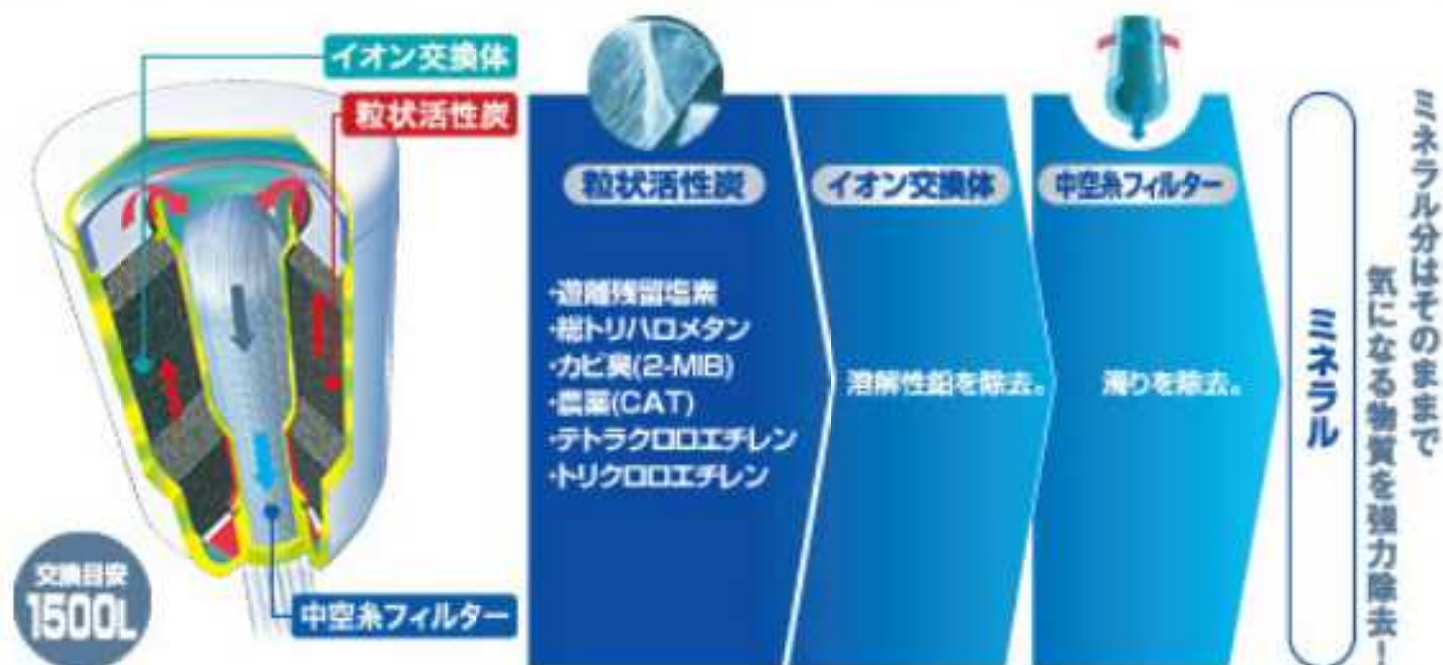 イオン交換体
粒状活性炭
中空糸フィルター
交換目安
1500L
粒状活性炭
・遊離残留塩素
・総トリハロメタン
・カビ臭(2-MIB)
・農薬(CAT)
・テトラクロロエチレン
・トリクロロエチレン
イオン交換体
溶解性鉛を除去。
中空糸フィルター
濁りを除去。
ミネラル
ミネラル分はそのままで
気になる物質を強力除去!